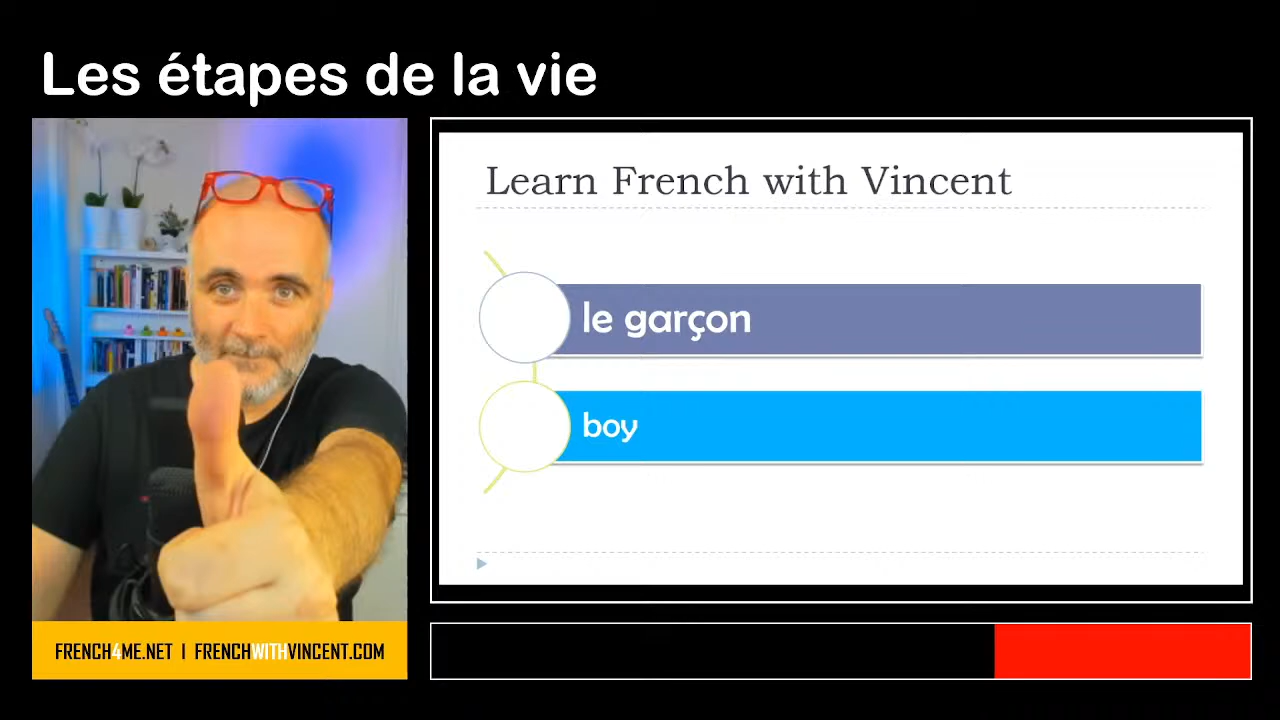 Les étapes de la vie
Learn French with Vincent
le garçon
boy
FRENCH4ME.NET I FRENCHWITHVINCENT.COM